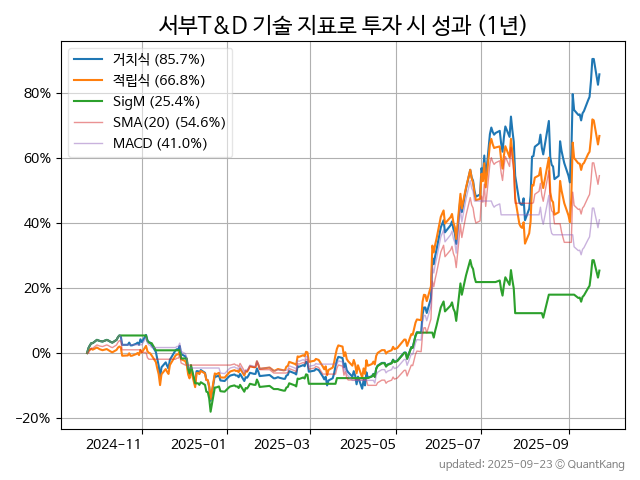 서부T&D 기술 지표로 투자 시 성과 (1년)
거치식 (85.7%)
적립식 (66.8%)
SigM (25.4%)
SMA(20) (54.6%)
MACD (41.0%)
80%
60%
40%
20%
0%
−20%
2024-11
2025-01
2025-03
2025-05
2025-07
2025-09
updated: 2025-09-23 © QuantKang